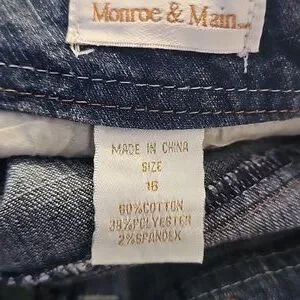 Monroe & Main
MADE IN CHINA
SIZE
16
60%COTTON
38%POLYESTER
2%SPANDEX